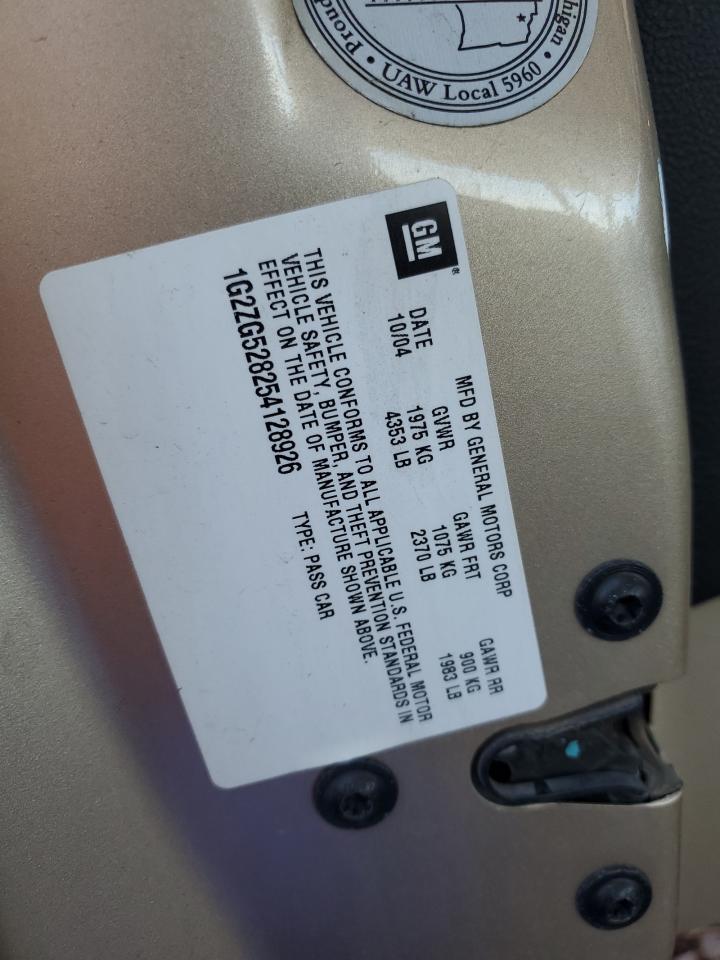 Proud
higan
• UAW Local 5960 •
GM
®
MFD BY GENERAL MOTORS CORP
DATE GVWR GAWR FRT GAWR RR
10/04 1975 KG 1075 KG 900 KG
4353 LB 2370 LB 1983 LB
THIS VEHICLE CONFORMS TO ALL APPLICABLE U.S. FEDERAL MOTOR
VEHICLE SAFETY, BUMPER, AND THEFT PREVENTION STANDARDS IN
EFFECT ON THE DATE OF MANUFACTURE SHOWN ABOVE.
1G2ZG528254128926 TYPE: PASS CAR